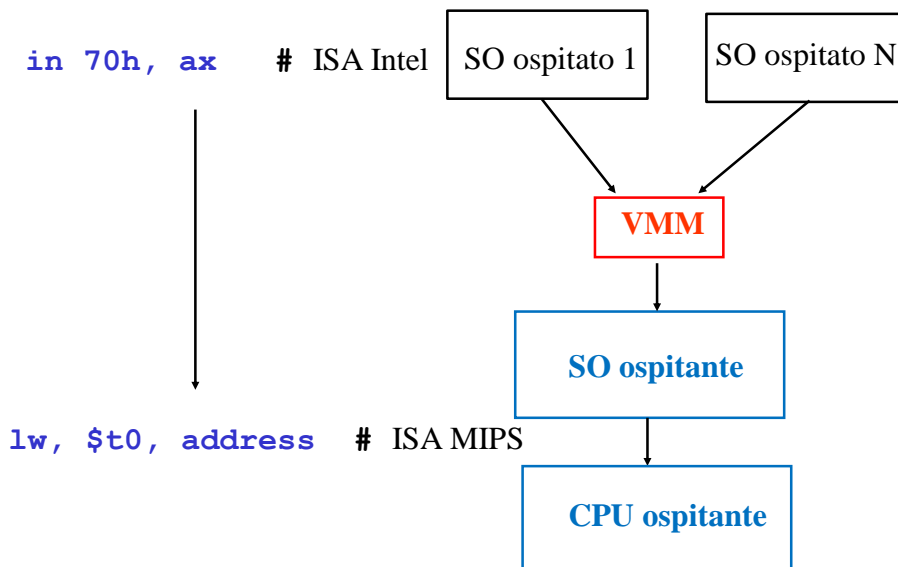 in 70h, ax # ISA Intel
SO ospitato 1
SO ospitato N
VMM
SO ospitante
lw, $t0, address # ISA MIPS
CPU ospitante